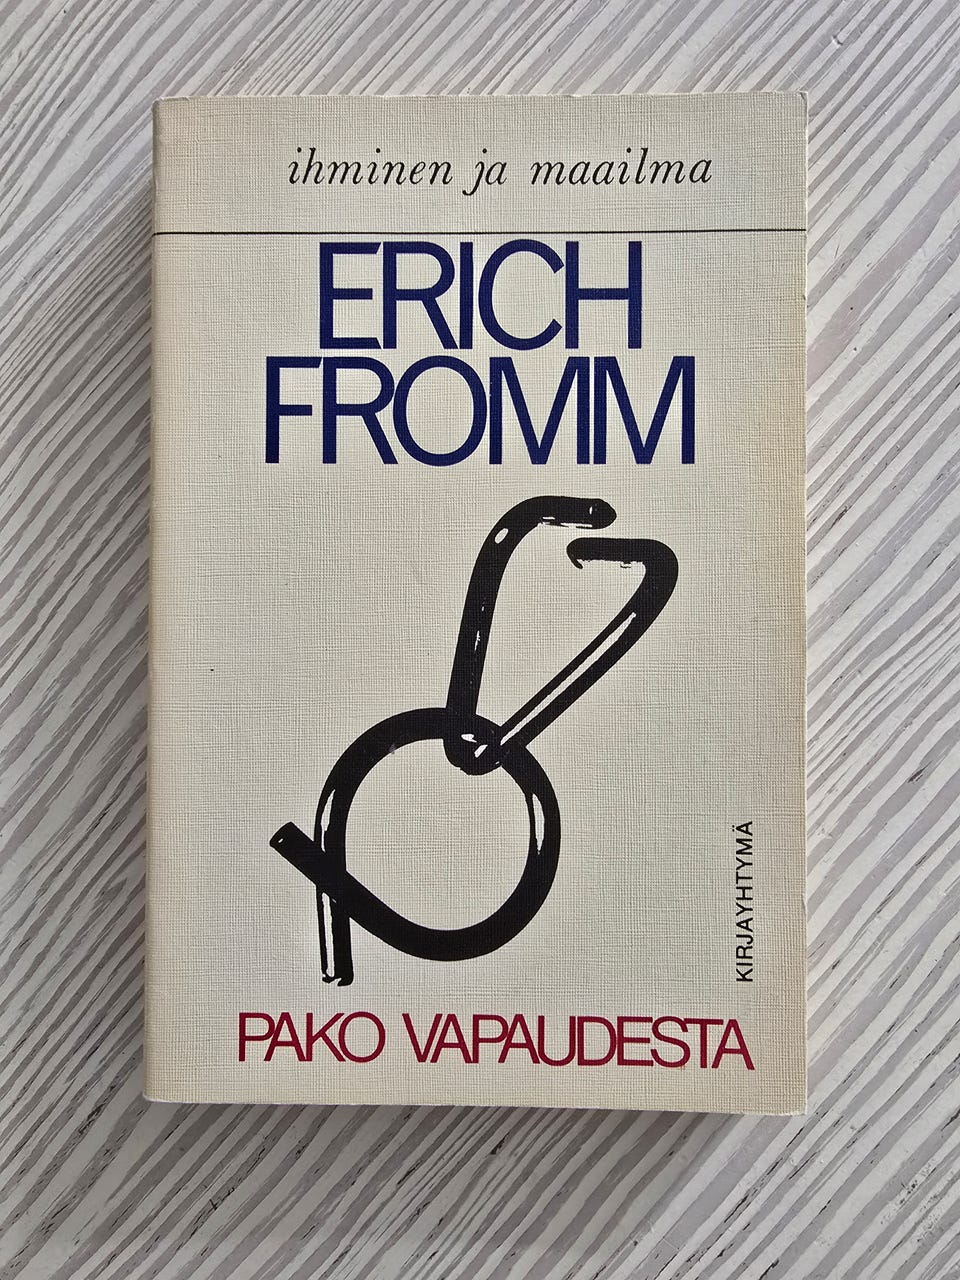 ihminen ja maailma
ERICH
FROMM
KIRJAYHTYMÄ
PAKO VAPAUDESTA